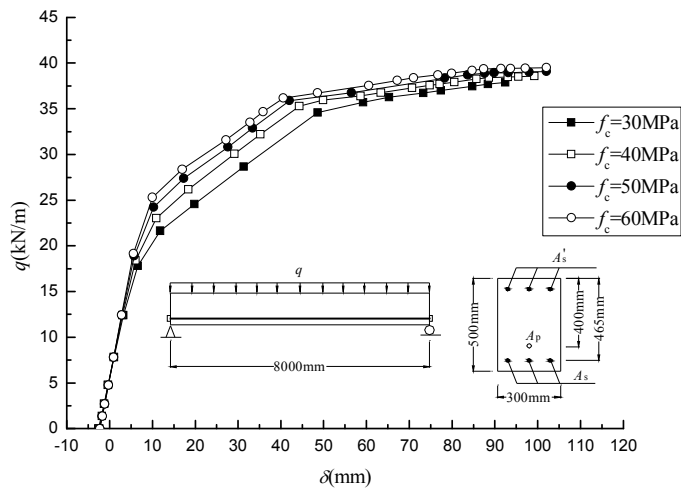 45
40
35
30
25
20
15
10
5
0
q(kN/m)
-10 0 10 20 30 40 50 60 70 80 90 100 110 120
δ(mm)
fc=30MPa
fc=40MPa
fc=50MPa
fc=60MPa
q
8000mm
A's
500mm
400mm
465mm
Ap
As
300mm